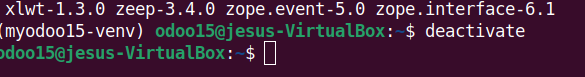 xlwt-1.3.0 zeep-3.4.0 zope.event-5.0 zope.interface-6.1
(myodoo15-venv) odoo15@jesus-VirtualBox:~$ deactivate
odoo15@jesus-VirtualBox:~$